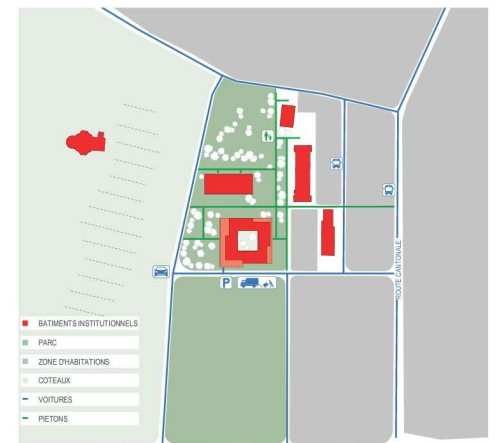 ROUTE CANTONALE
P
BATIMENTS INSTITUTIONNELS
PARC
ZONE D'HABITATIONS
COTEAUX
VOITURES
PIETONS